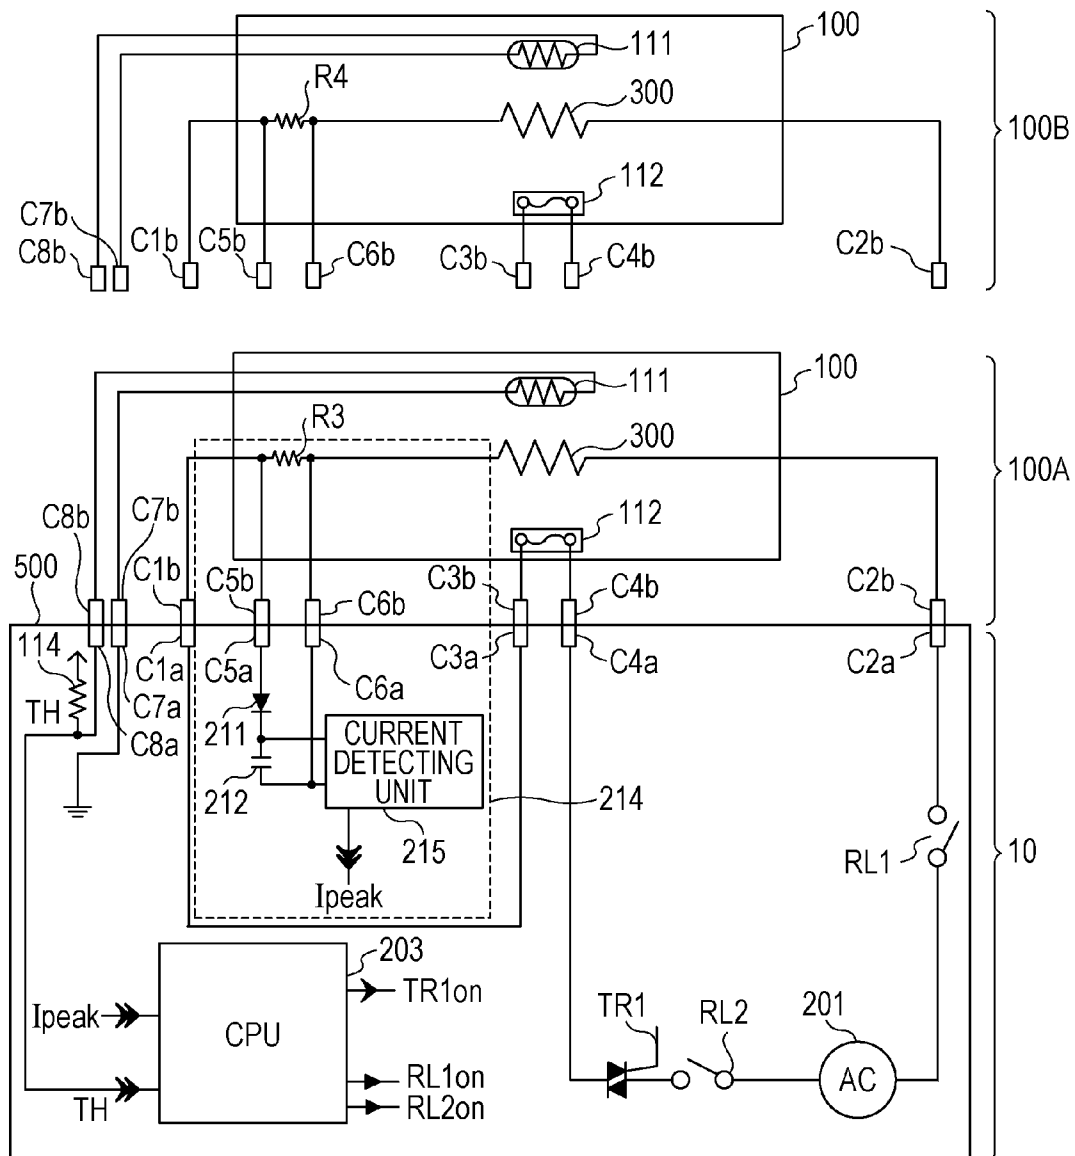 100
111
R4
300
100B
112
C7b
C8b
C1b
C5b
C6b
C3b
C4b
C2b
100
111
R3
300
100A
112
C8b
C7b
500
C1b
C5b
C6b
C3b
C4b
C2b
114
C1a
C5a
C6a
C3a
C4a
C2a
TH
C7a
C8a
211
CURRENT
DETECTING
UNIT
212
214
215
RL1
10
Ipeak
203
TR1on
Ipeak
CPU
TR1
RL2
201
AC
RL1on
TH
RL2on